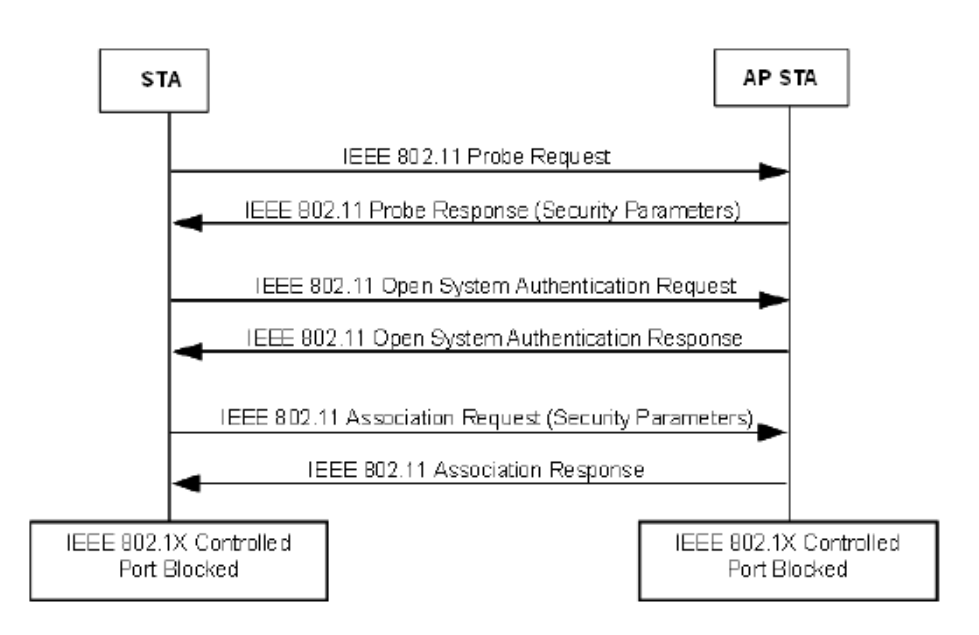 STA
AP STA
IEEE 802.11 Probe Request
IEEE 802.11 Probe Response (Security Parameters)
IEEE 802.11 Open System Authentication Request
IEEE 802.11 Open System Authentication Response
IEEE 802.11 Association Request (Security Parameters)
IEEE 802.11 Association Response
IEEE 802.1X Controlled
Port Blocked
IEEE 802.1X Controlled
Port Blocked